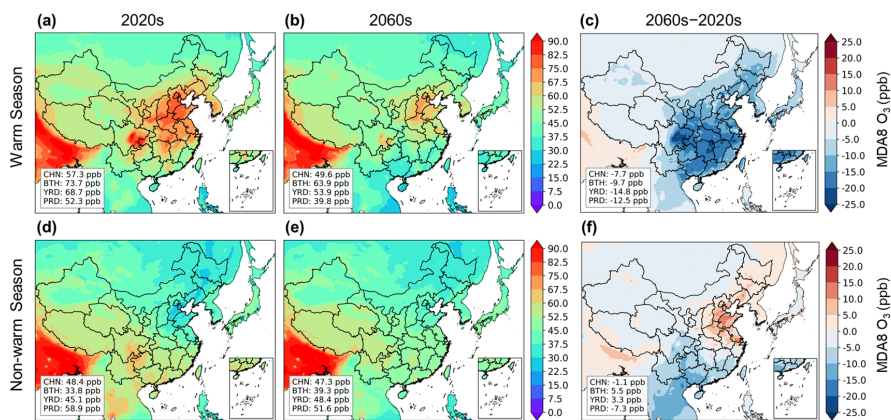 2020s
2060s
2060s−2020s
(a)
(b)
(c)
Warm Season
CHN: 57.3 ppb
BTH: 73.7 ppb
YRD: 68.7 ppb
PRD: 52.3 ppb
CHN: 49.6 ppb
BTH: 63.9 ppb
YRD: 53.9 ppb
PRD: 39.8 ppb
90.0
82.5
75.0
67.5
60.0
52.5
45.0
37.5
30.0
22.5
15.0
7.5
0.0
CHN: -7.7 ppb
BTH: -9.7 ppb
YRD: -14.8 ppb
PRD: -12.5 ppb
25.0
20.0
15.0
10.0
5.0
0.0
-5.0
-10.0
-15.0
-20.0
-25.0
MDA8 O3 (ppb)
(d)
(e)
(f)
Non-warm Season
CHN: 48.4 ppb
BTH: 33.8 ppb
YRD: 45.1 ppb
PRD: 58.9 ppb
CHN: 47.3 ppb
BTH: 39.3 ppb
YRD: 48.4 ppb
PRD: 51.6 ppb
90.0
82.5
75.0
67.5
60.0
52.5
45.0
37.5
30.0
22.5
15.0
7.5
0.0
CHN: -1.1 ppb
BTH: 5.5 ppb
YRD: 3.3 ppb
PRD: -7.3 ppb
25.0
20.0
15.0
10.0
5.0
0.0
-5.0
-10.0
-15.0
-20.0
-25.0
MDA8 O3 (ppb)